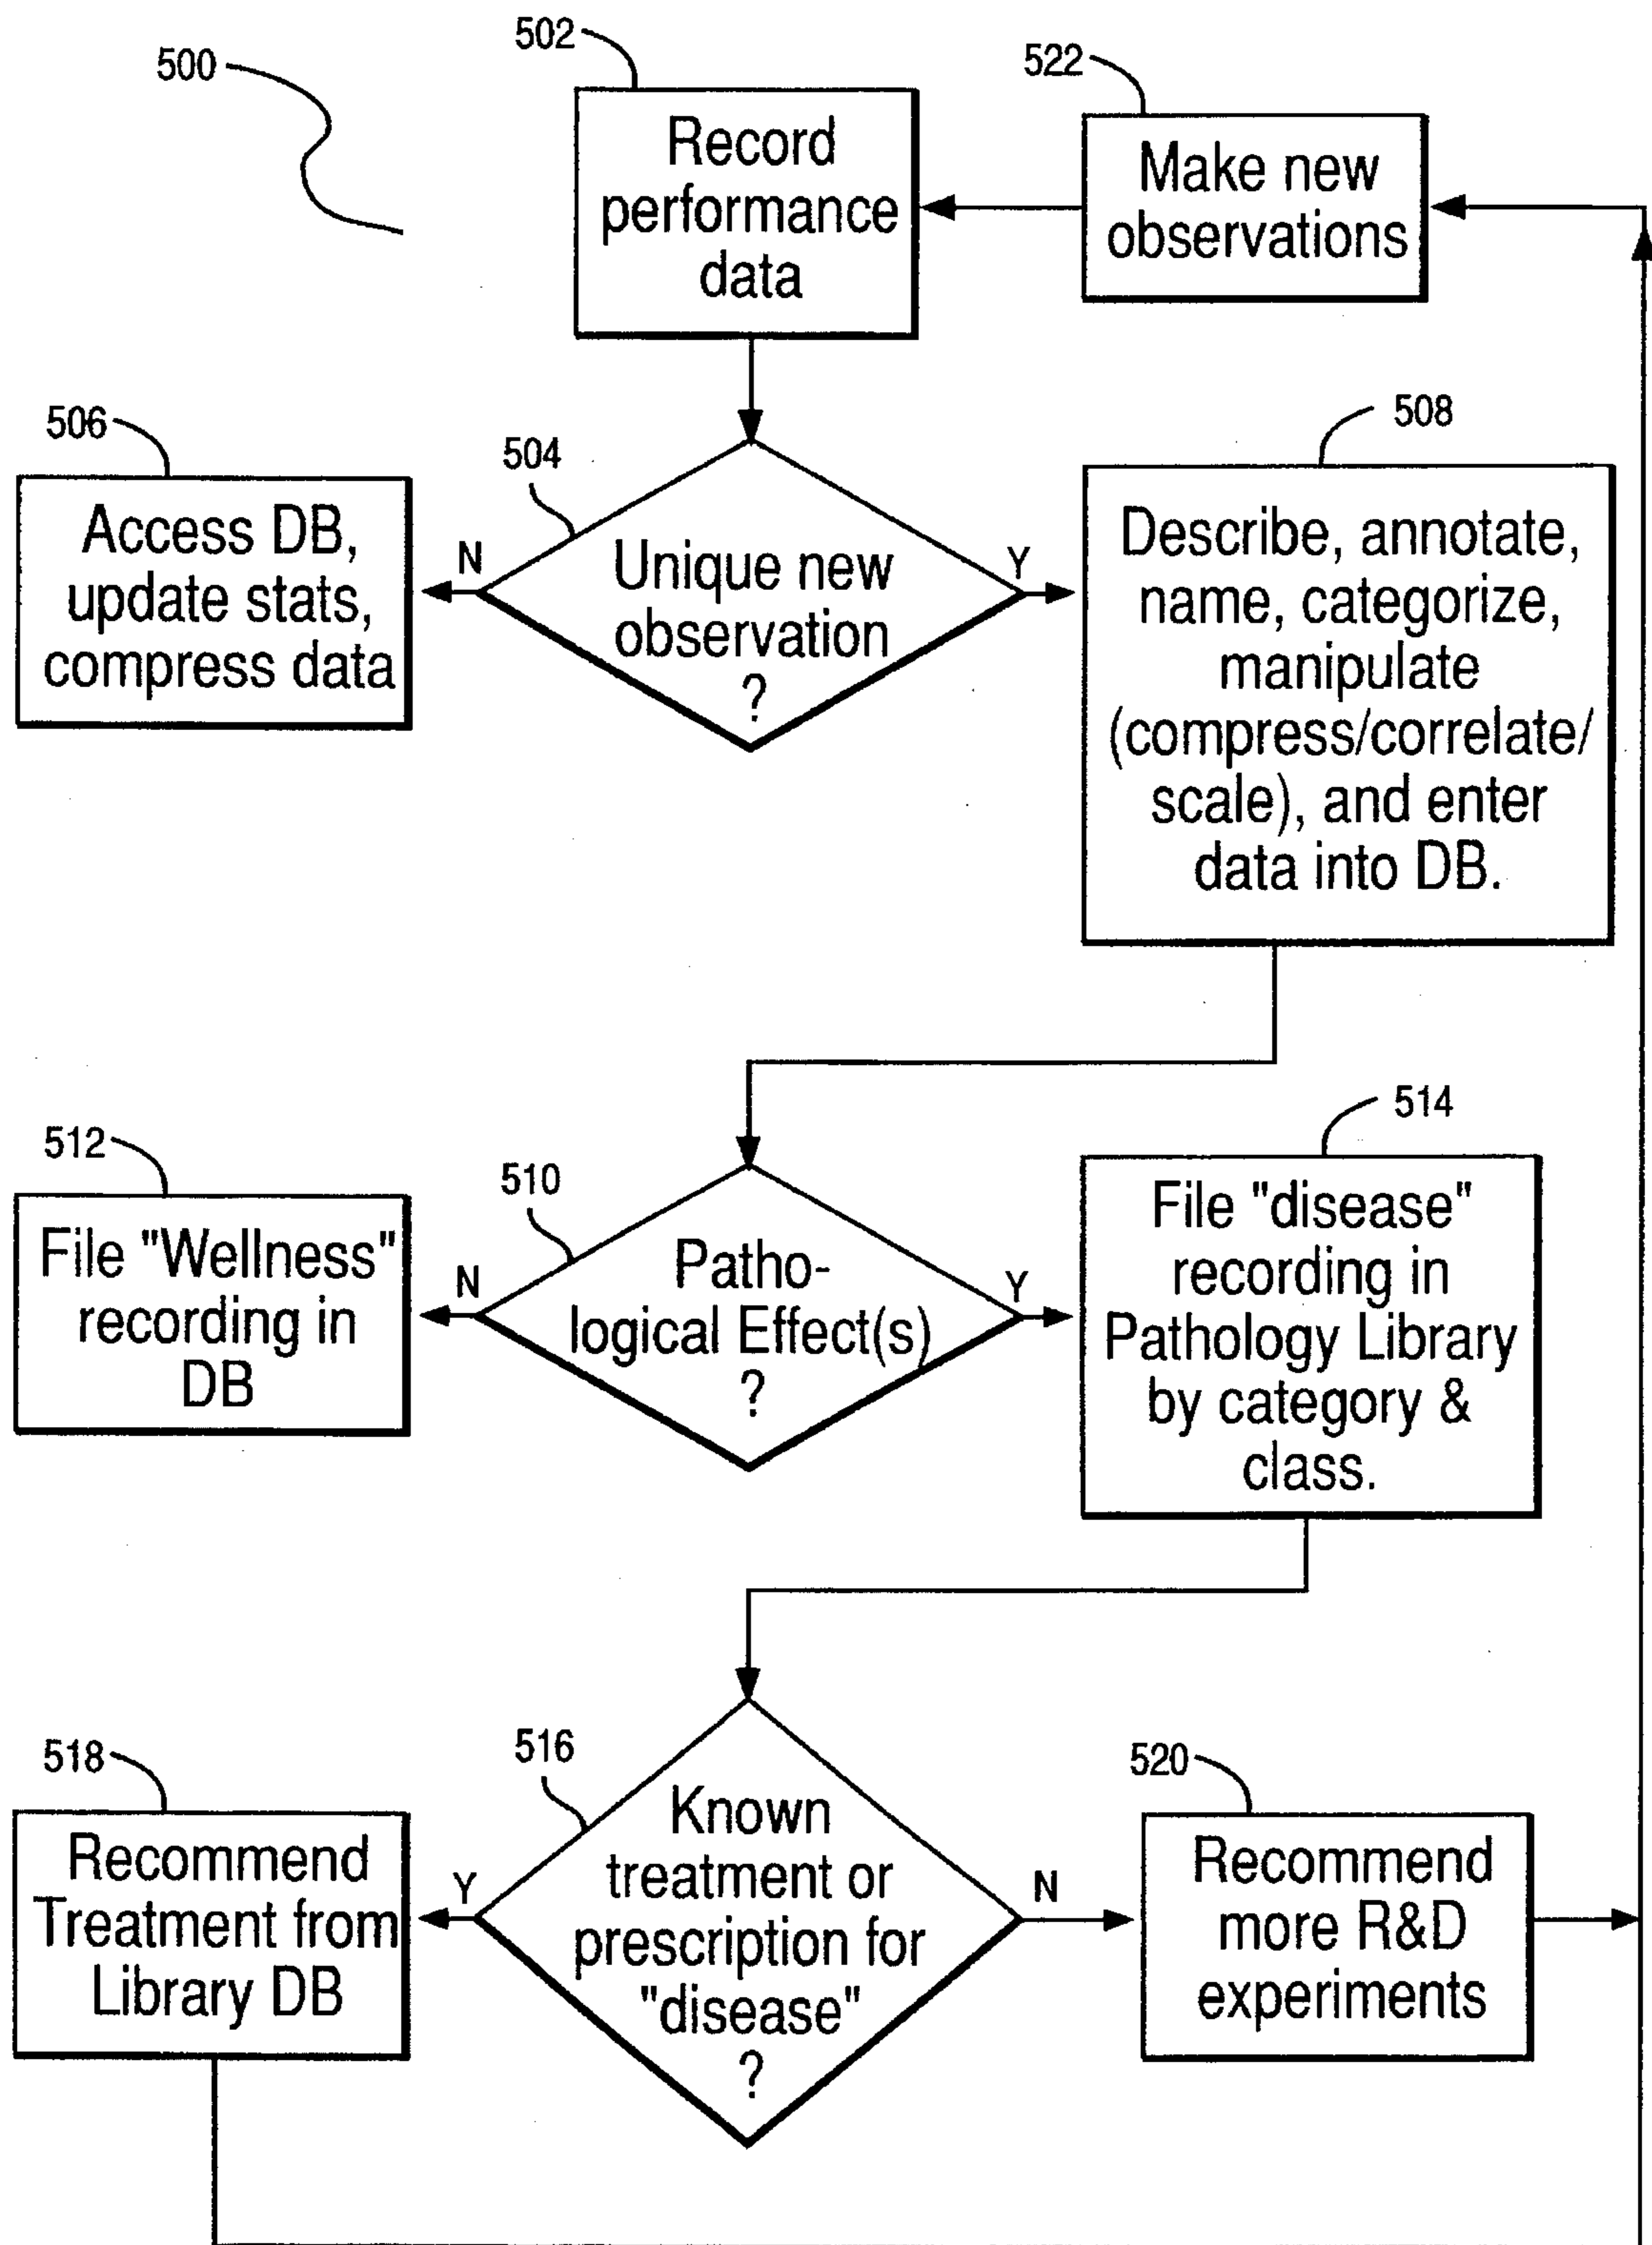 500
502
Record
performance
data
522
Make new
observations
506
Access DB,
update stats,
compress data
504
N
Unique new
observation
?
Y
508
Describe, annotate,
name, categorize,
manipulate
(compress/correlate/
scale), and enter
data into DB.
512
File "Wellness"
recording in
DB
510
N
Patho-
logical Effect(s)
?
Y
514
File "disease"
recording in
Pathology Library
by category &
class.
518
Recommend
Treatment from
Library DB
516
Y
Known
treatment or
prescription for
"disease"
?
N
520
Recommend
more R&D
experiments